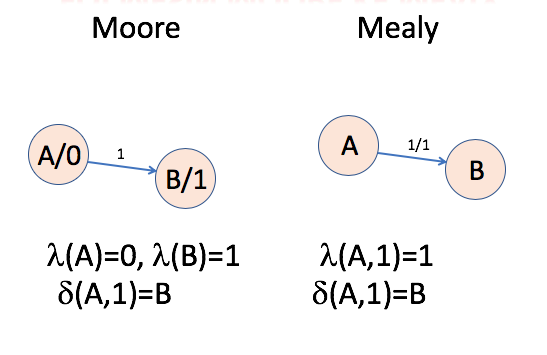 Moore
Mealy
A/0
1
B/1
A
1/1
B
λ(A)=0, λ(B)=1
δ(A,1)=B
λ(A,1)=1
δ(A,1)=B